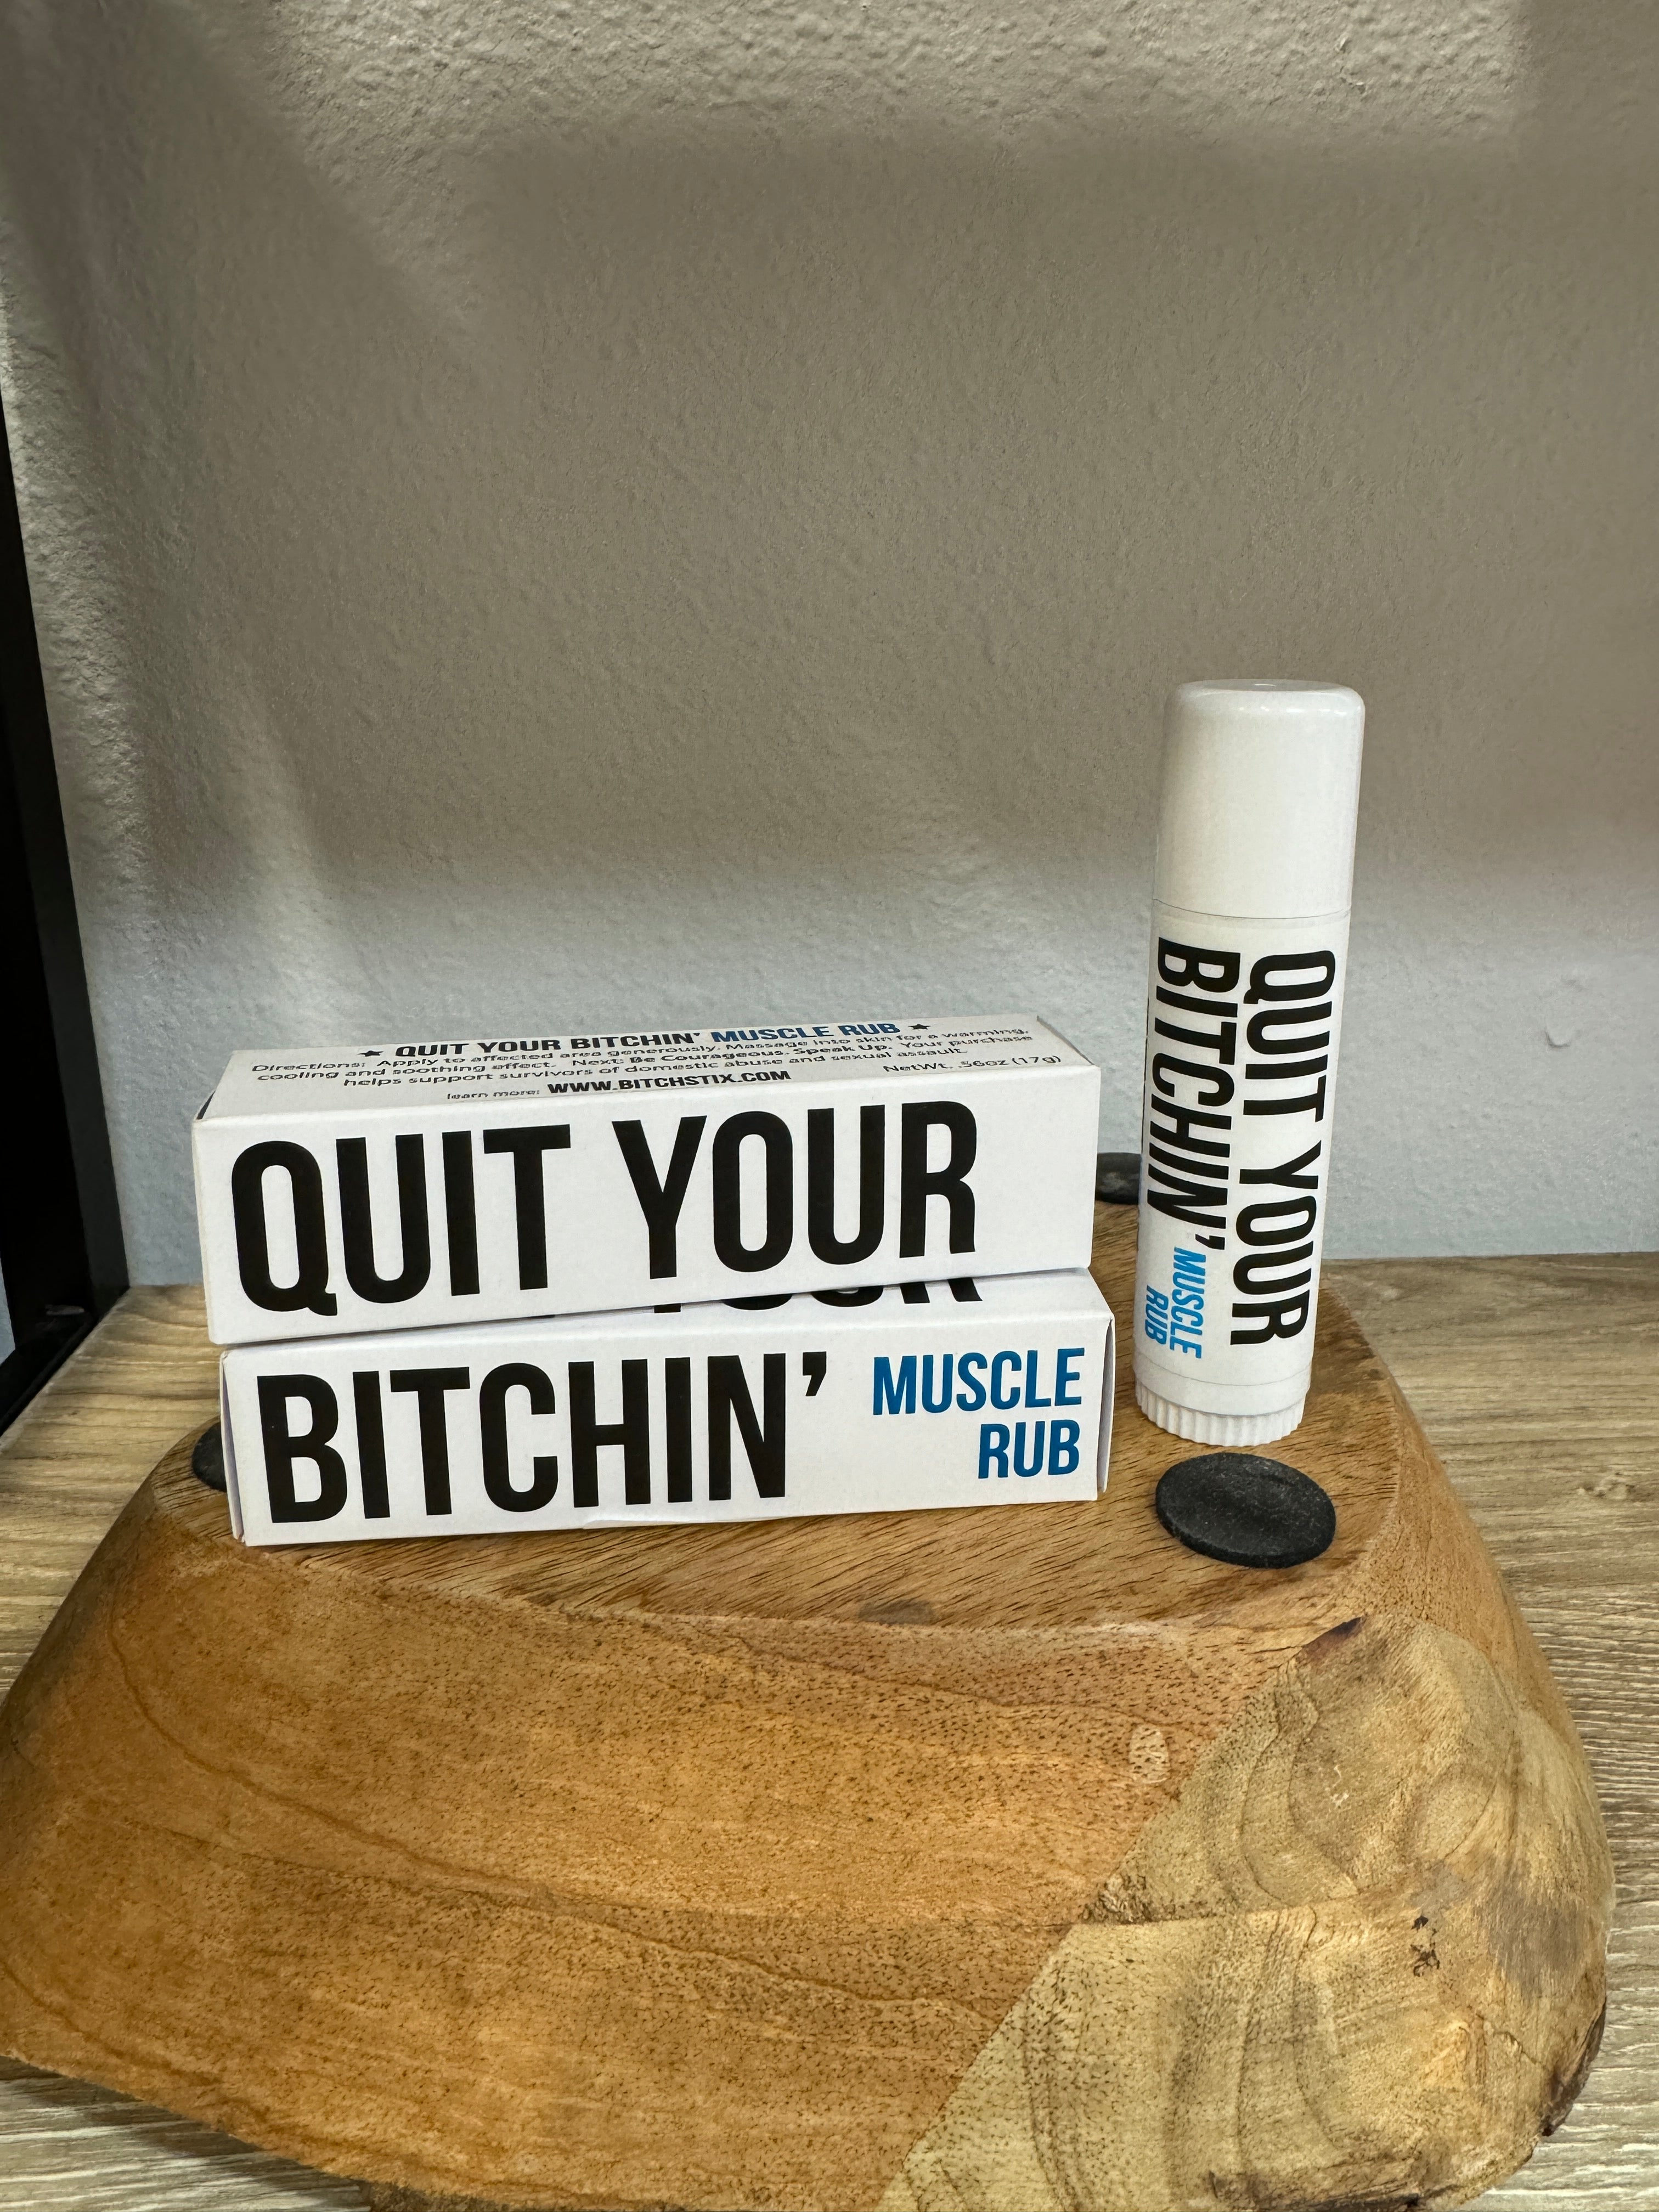 ★ QUIT YOUR BITCHIN’ MUSCLE RUB ★
Directions: Apply to affected area generously. Massage into skin for a warming,
cooling and soothing effect. Next: Be Courageous. Speak Up. Your purchase
helps support survivors of domestic abuse and sexual assault.
learn more: WWW.BITCHSTIX.COM
NetWt. .56oz (17g)
QUIT YOUR
YOUR
BITCHIN’ MUSCLE
RUB
QUIT YOUR
BITCHIN’ MUSCLE
RUB